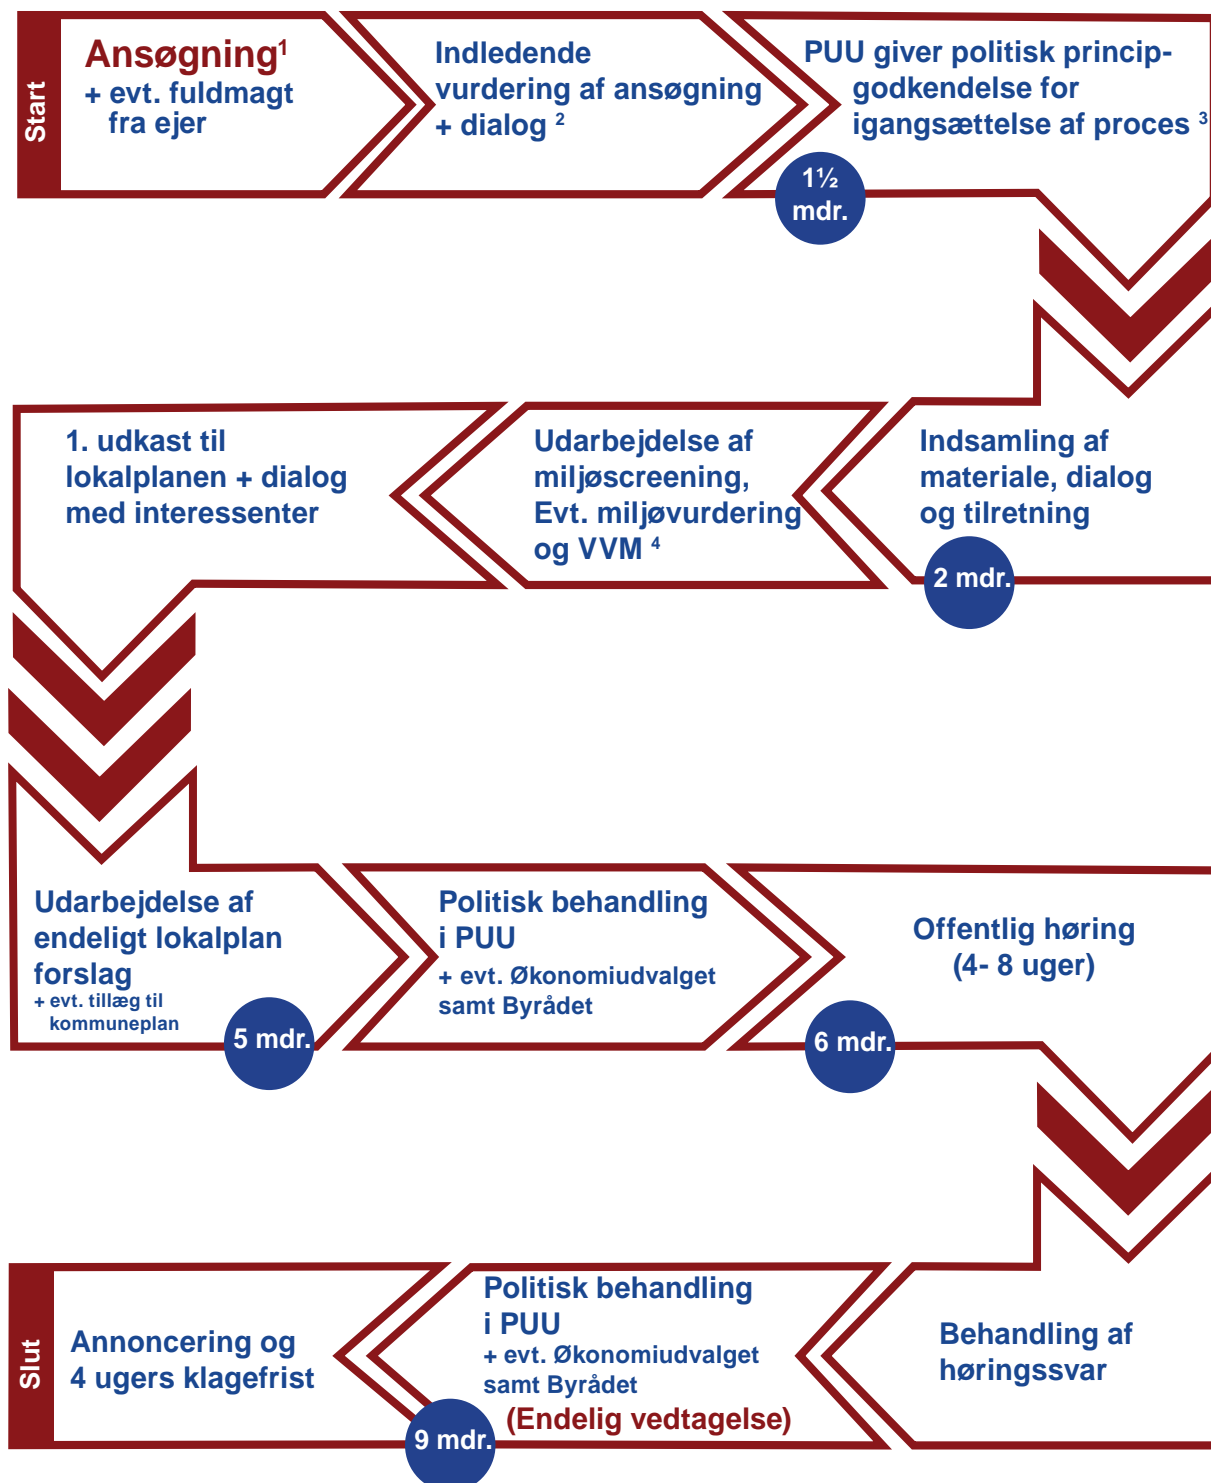 Start
Ansøgning¹
+ evt. fuldmagt
fra ejer
Indledende
vurdering af ansøgning
+ dialog ²
PUU giver politisk princip-
godkendelse for
igangsættelse af proces ³
1½
mdr.
Indsamling af
materiale, dialog
og tilretning
2 mdr.
Udarbejdelse af
miljøscreening,
Evt. miljøvurdering
og VVM ⁴
1. udkast til
lokalplanen + dialog
med interessenter
Udarbejdelse af
endeligt lokalplan
forslag
+ evt. tillæg til
kommuneplan
5 mdr.
Politisk behandling
i PUU
+ evt. Økonomiudvalget
samt Byrådet
Offentlig høring
(4- 8 uger)
6 mdr.
Behandling af
høringssvar
Politisk behandling
i PUU
+ evt. Økonomiudvalget
samt Byrådet
(Endelig vedtagelse)
9 mdr.
Annoncering og
4 ugers klagefrist
Slut